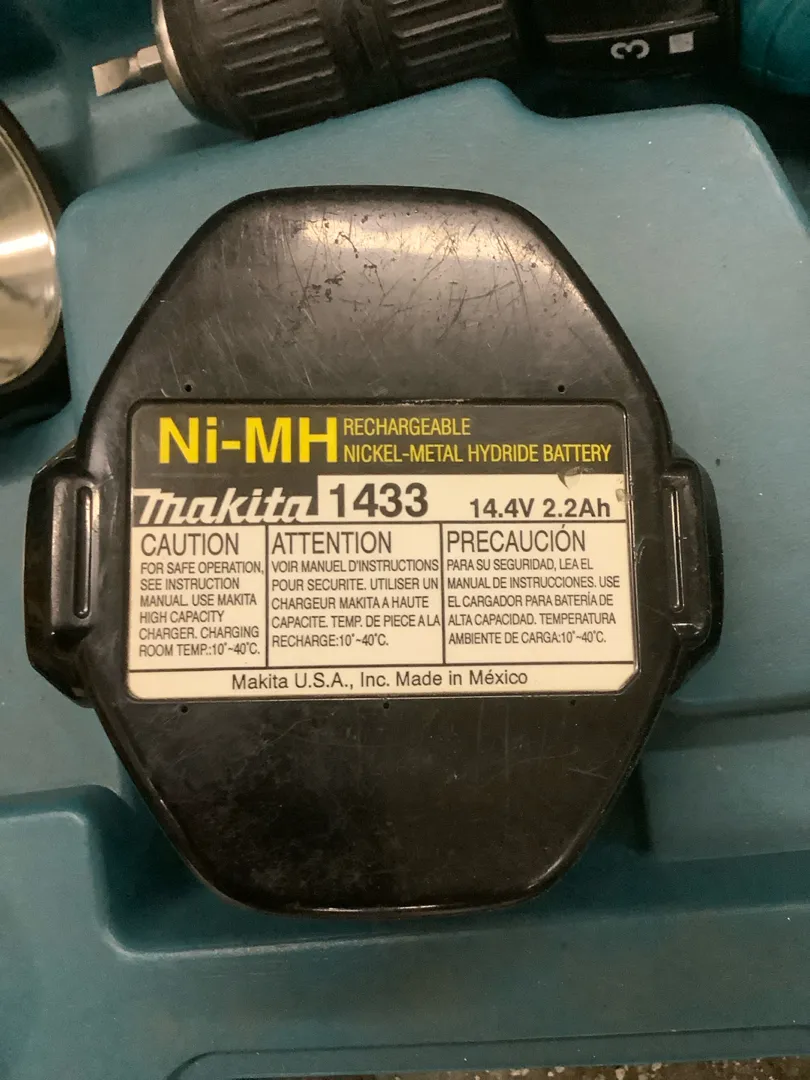 3
Ni-MH RECHARGEABLE
NICKEL-METAL HYDRIDE BATTERY
makita 1433 14.4V 2.2Ah
CAUTION
FOR SAFE OPERATION,
SEE INSTRUCTION
MANUAL. USE MAKITA
HIGH CAPACITY
CHARGER. CHARGING
ROOM TEMP.:10°~40°C.
ATTENTION
VOIR MANUEL D'INSTRUCTIONS
POUR SECURITE. UTILISER UN
CHARGEUR MAKITA A HAUTE
CAPACITE. TEMP. DE PIECE A LA
RECHARGE:10°~40°C.
PRECAUCIÓN
PARA SU SEGURIDAD, LEA EL
MANUAL DE INSTRUCCIONES. USE
EL CARGADOR PARA BATERÍA DE
ALTA CAPACIDAD. TEMPERATURA
AMBIENTE DE CARGA:10°~40°C.
Makita U.S.A., Inc. Made in México